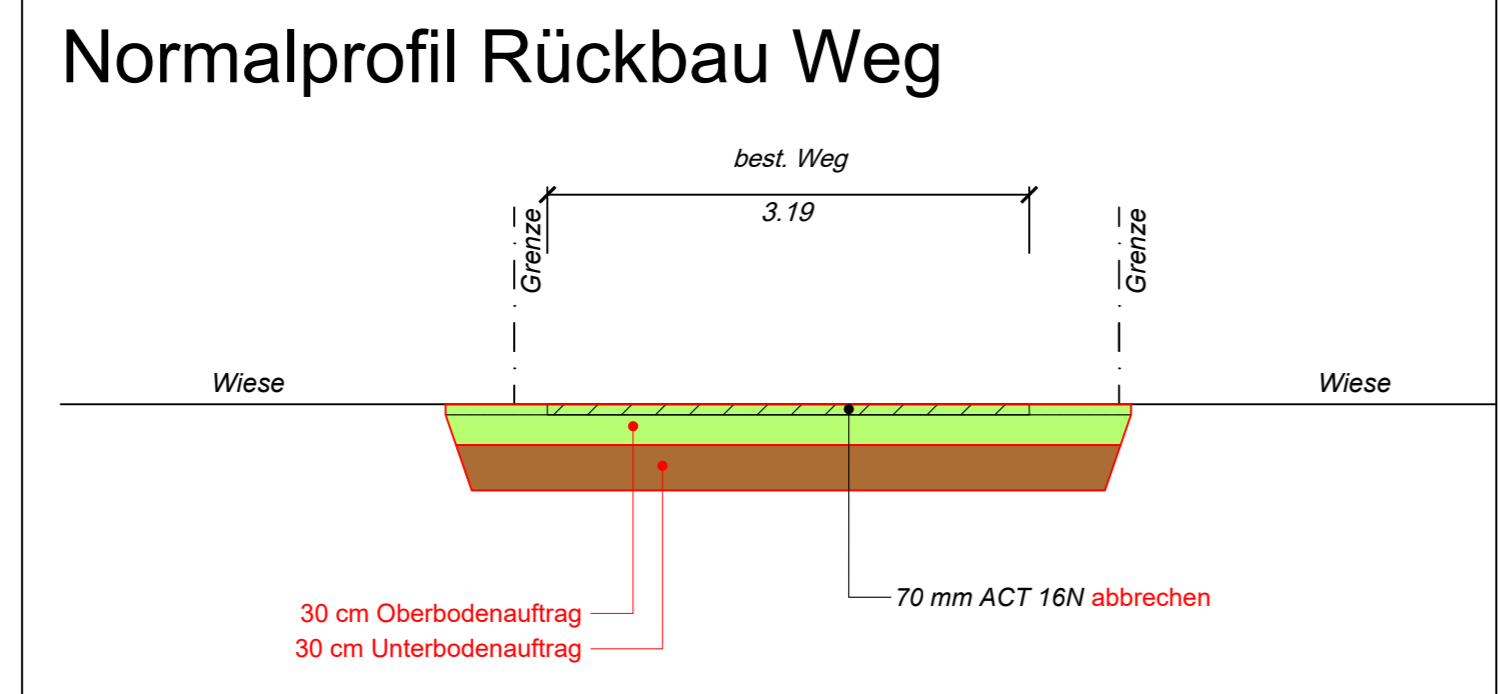 Normalprofil Rückbau Weg
best. Weg
3.19
Grenze
Grenze
Wiese
Wiese
70 mm ACT 16N abbrechen
30 cm Oberbodenauftrag
30 cm Unterbodenauftrag